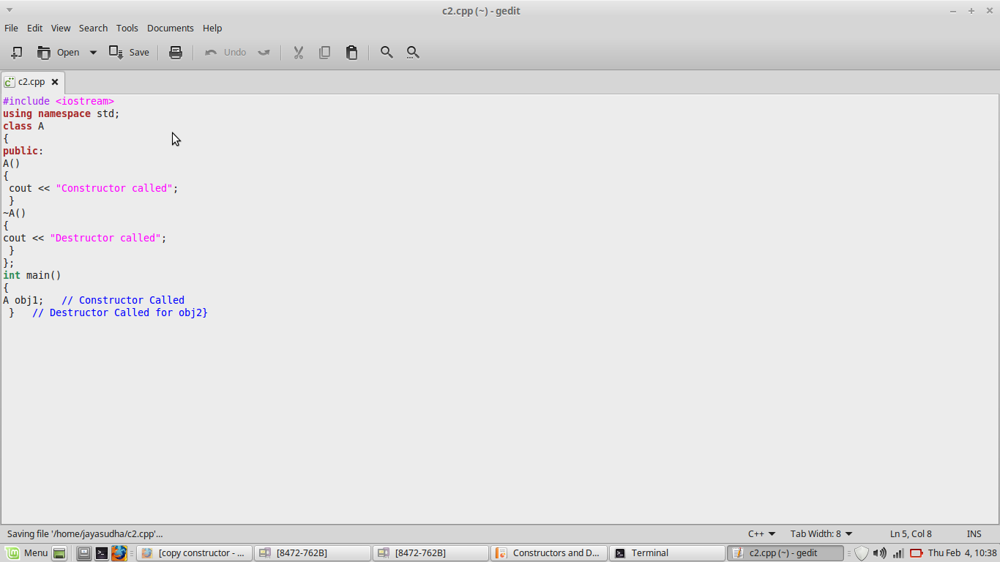 c2.cpp (~) - gedit
File Edit View Search Tools Documents Help
Open Save Undo
c2.cpp
#include <iostream>
using namespace std;
class A
{
public:
A()
{
 cout << "Constructor called";
 }
~A()
{
cout << "Destructor called";
 }
};
int main()
{
A obj1;   // Constructor Called
 }   // Destructor Called for obj2}
Saving file '/home/jayasudha/c2.cpp'... C++ Tab Width: 8 Ln 5, Col 8 INS
Menu [copy constructor - ... [8472-762B] [8472-762B] Constructors and D... Terminal c2.cpp (~) - gedit Thu Feb 4, 10:38